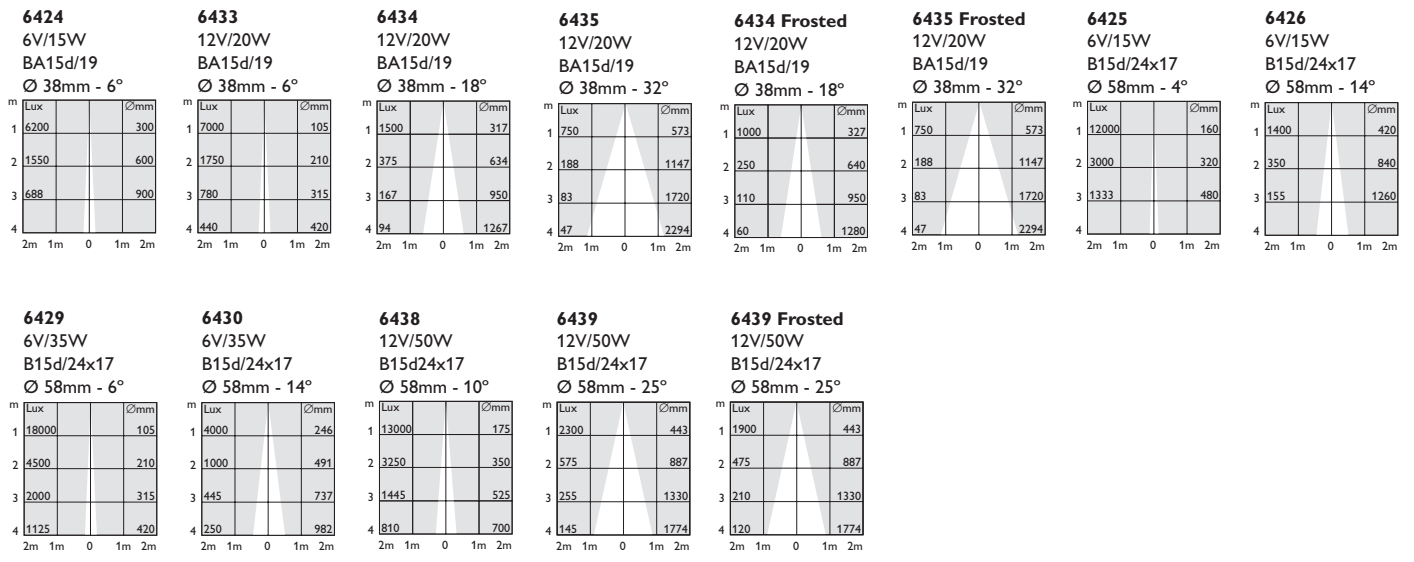 6424
6V/15W
BA15d/19
Ø 38mm - 6º
m Lux Ømm
1 6200 300
2 1550 600
3 688 900
4
2m 1m 0 1m 2m
6433
12V/20W
BA15d/19
Ø 38mm - 6º
m Lux Ømm
1 7000 105
2 1750 210
3 780 315
4 440 420
2m 1m 0 1m 2m
6434
12V/20W
BA15d/19
Ø 38mm - 18º
m Lux Ømm
1 1500 317
2 375 634
3 167 950
4 94 1267
2m 1m 0 1m 2m
6435
12V/20W
BA15d/19
Ø 38mm - 32º
m Lux Ømm
1 750 573
2 188 1147
3 83 1720
4 47 2294
2m 1m 0 1m 2m
6434 Frosted
12V/20W
BA15d/19
Ø 38mm - 18º
m Lux Ømm
1 1000 327
2 250 640
3 110 950
4 60 1280
2m 1m 0 1m 2m
6435 Frosted
12V/20W
BA15d/19
Ø 38mm - 32º
m Lux Ømm
1 750 573
2 188 1147
3 83 1720
4 47 2294
2m 1m 0 1m 2m
6425
6V/15W
B15d/24x17
Ø 58mm - 4º
m Lux Ømm
1 12000 160
2 3000 320
3 1333 480
4
2m 1m 0 1m 2m
6426
6V/15W
B15d/24x17
Ø 58mm - 14º
m Lux Ømm
1 1400 420
2 350 840
3 155 1260
4
2m 1m 0 1m 2m
6429
6V/35W
B15d/24x17
Ø 58mm - 6º
m Lux Ømm
1 18000 105
2 4500 210
3 2000 315
4 1125 420
2m 1m 0 1m 2m
6430
6V/35W
B15d/24x17
Ø 58mm - 14º
m Lux Ømm
1 4000 246
2 1000 491
3 445 737
4 250 982
2m 1m 0 1m 2m
6438
12V/50W
B15d24x17
Ø 58mm - 10º
m Lux Ømm
1 13000 175
2 3250 350
3 1445 525
4 810 700
2m 1m 0 1m 2m
6439
12V/50W
B15d/24x17
Ø 58mm - 25º
m Lux Ømm
1 2300 443
2 575 887
3 255 1330
4 145 1774
2m 1m 0 1m 2m
6439 Frosted
12V/50W
B15d/24x17
Ø 58mm - 25º
m Lux Ømm
1 1900 443
2 475 887
3 210 1330
4 120 1774
2m 1m 0 1m 2m